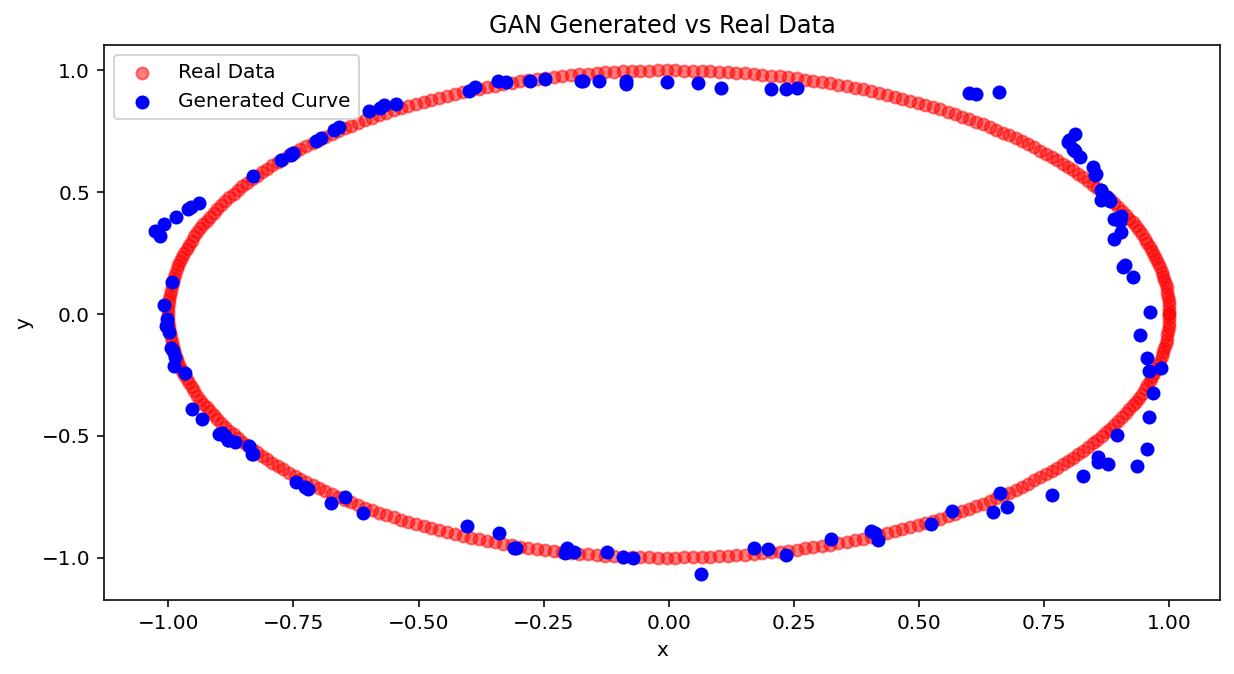 GAN Generated vs Real Data
Real Data
Generated Curve
1.0
0.5
0.0
−0.5
−1.0
y
−1.00 −0.75 −0.50 −0.25 0.00 0.25 0.50 0.75 1.00
x